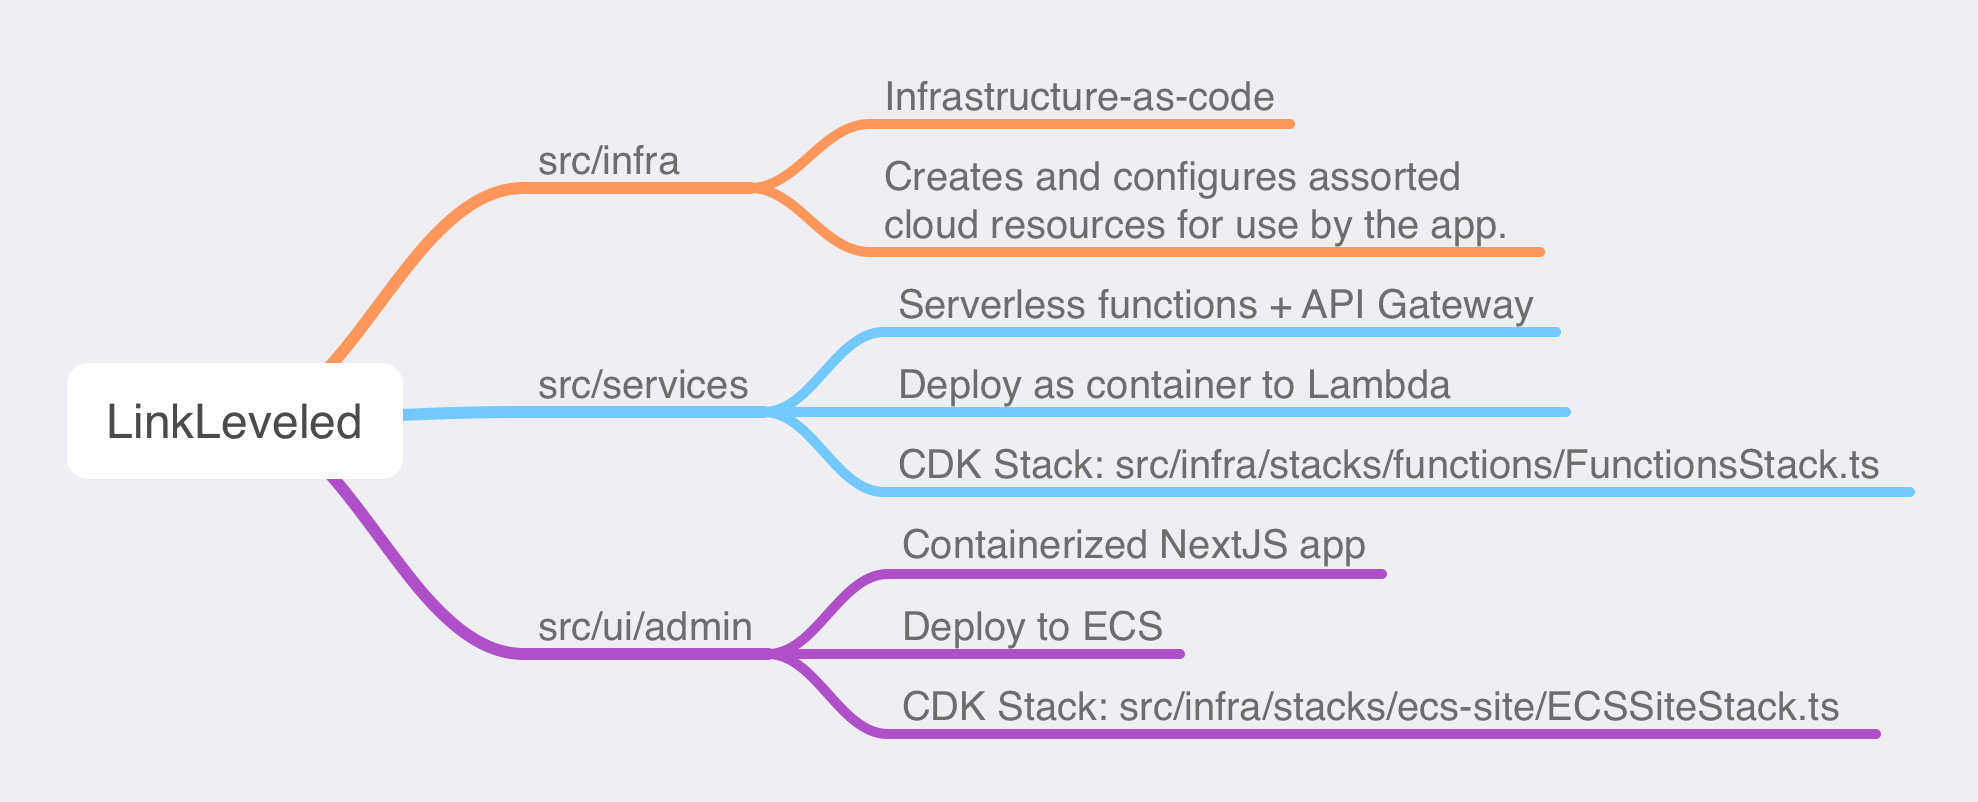 LinkLeveled
src/infra
Infrastructure-as-code
Creates and configures assorted
cloud resources for use by the app.
src/services
Serverless functions + API Gateway
Deploy as container to Lambda
CDK Stack: src/infra/stacks/functions/FunctionsStack.ts
src/ui/admin
Containerized NextJS app
Deploy to ECS
CDK Stack: src/infra/stacks/ecs-site/ECSSiteStack.ts